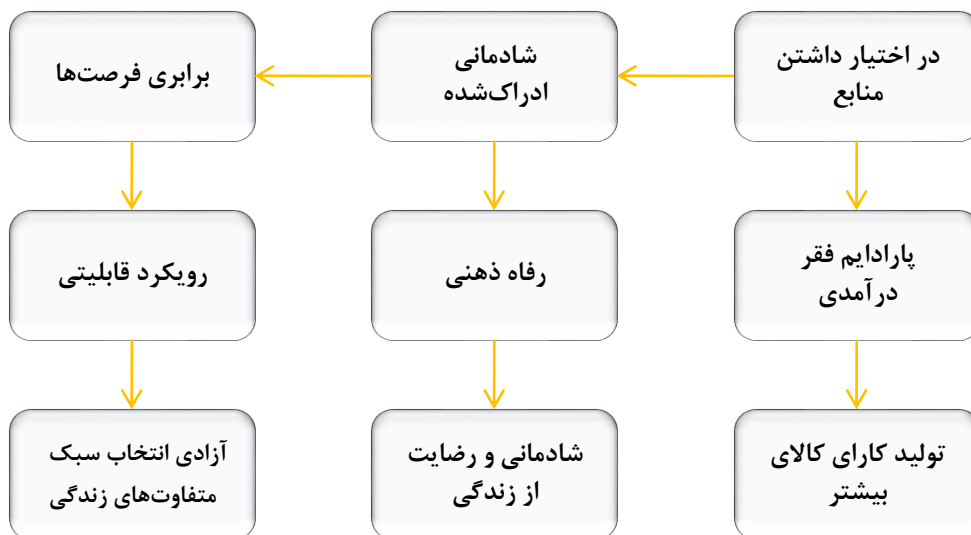 در اختیار داشتن
منابع
شادمانی
ادراک‌شده
برابری فرصت‌ها
پارادایم فقر
درآمدی
رفاه ذهنی
رویکرد قابلیتی
تولید کارای کالای
بیشتر
شادمانی و رضایت
از زندگی
آزادی انتخاب سبک
متفاوت‌های زندگی